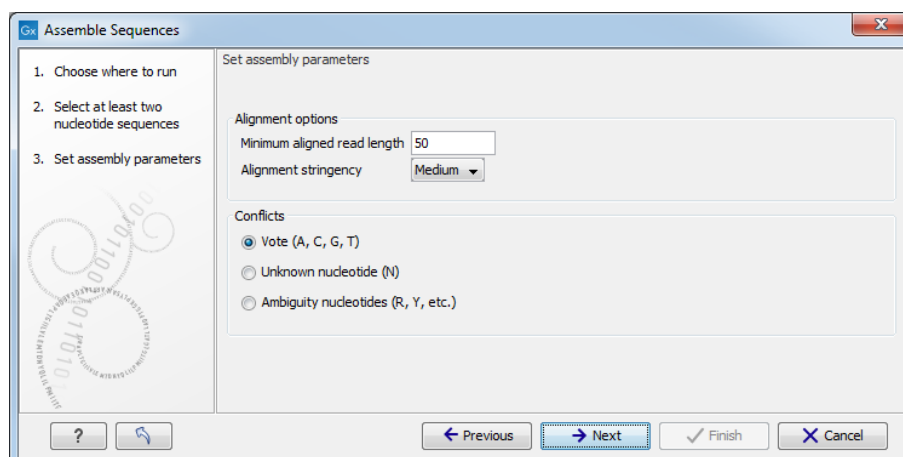 Gx Assemble Sequences
1. Choose where to run
2. Select at least two
nucleotide sequences
3. Set assembly parameters
Set assembly parameters
Alignment options
Minimum aligned read length 50
Alignment stringency Medium
Conflicts
Vote (A, C, G, T)
Unknown nucleotide (N)
Ambiguity nucleotides (R, Y, etc.)
? Previous Next Finish Cancel